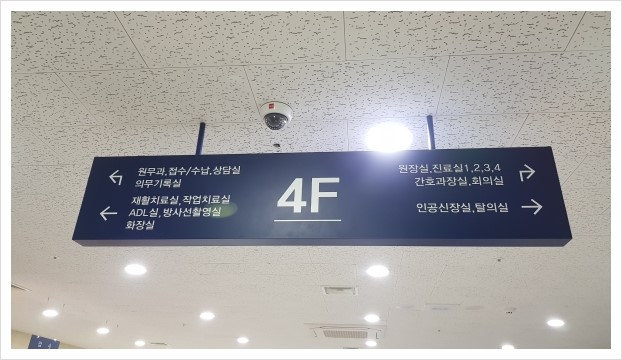 원무과,접수/수납,상담실
의무기록실
재활치료실,작업치료실
ADL실,방사선촬영실
화장실
4F
원장실,진료실1,2,3,4
간호과장실,회의실
인공신장실,탈의실